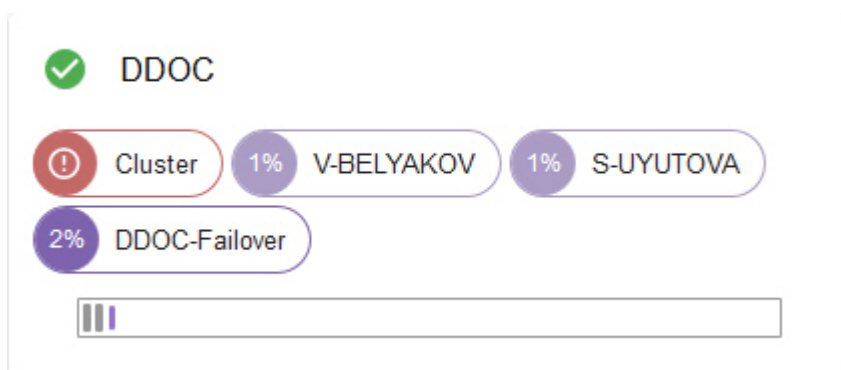 DDOC
Cluster 1% V-BELYAKOV 1% S-UYUTOVA
2% DDOC-Failover